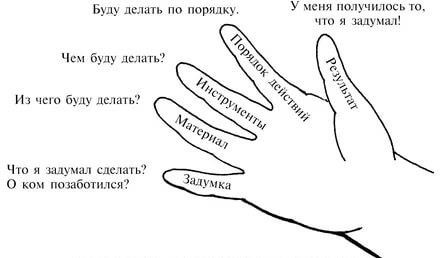 Буду делать по порядку.
У меня получилось то,
что я задумал!
Чем буду делать?
Порядок действий
Результат
Инструменты
Из чего буду делать?
Материал
Что я задумал сделать?
О ком позаботился?
Задумка